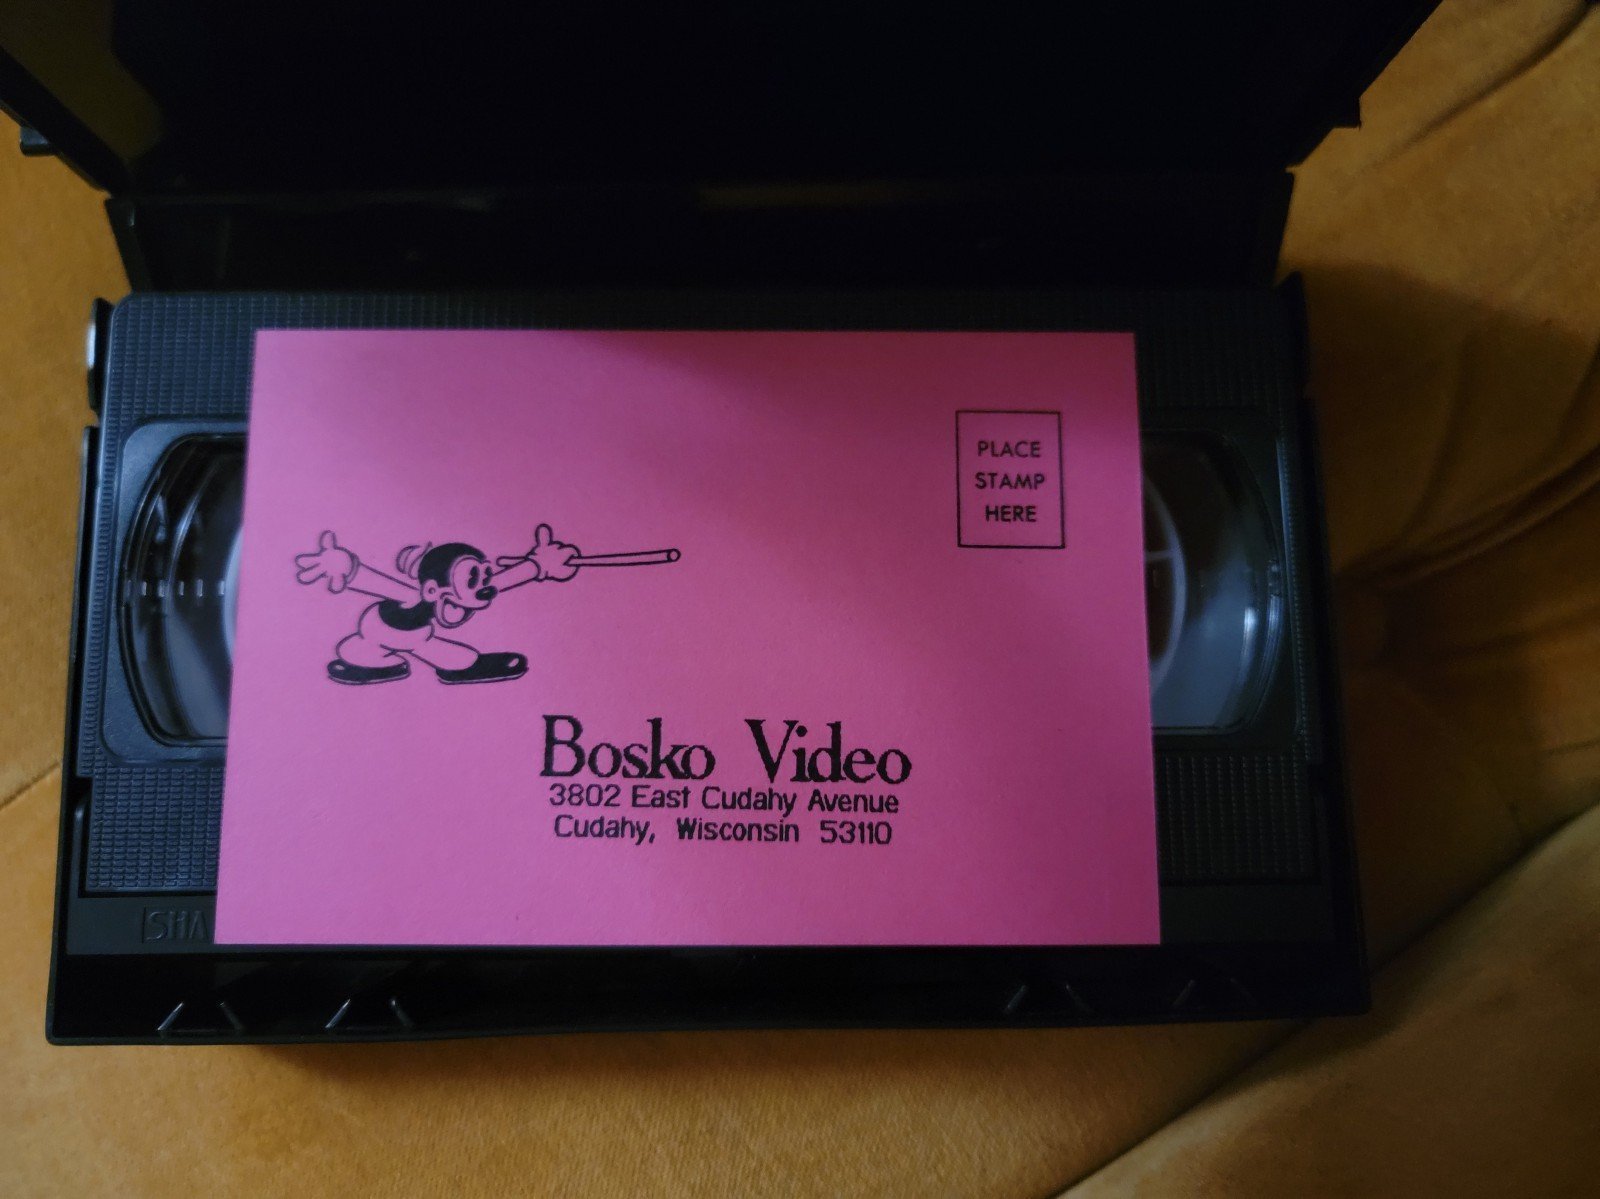 PLACE
STAMP
HERE
Bosko Video
3802 East Cudahy Avenue
Cudahy, Wisconsin 53110